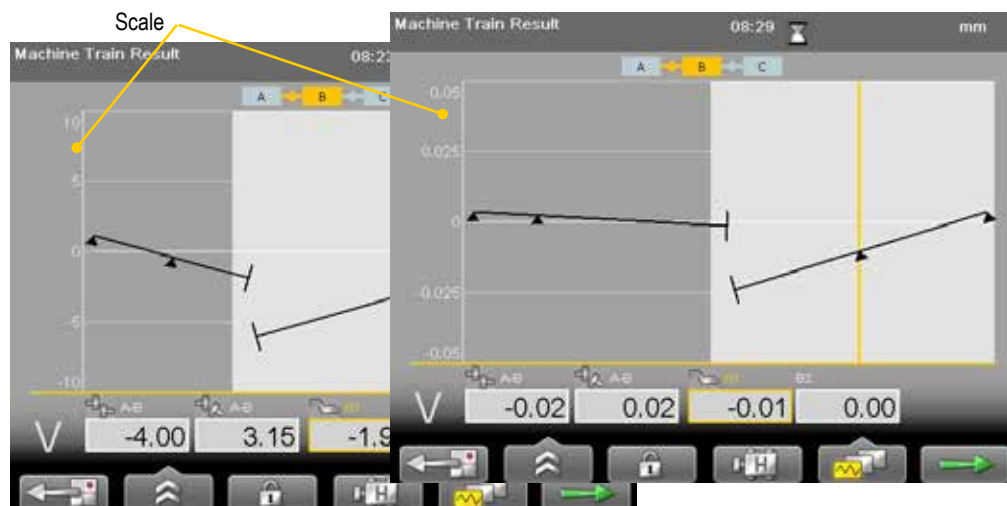 Scale
Machine Train Result 08:2
A B C
10
5
0
-5
-10
A-B A-B B1
V -4.00 3.15 -1.9
H
Machine Train Result 08:29 mm
A B C
-0.05
0.025
0
-0.025
-0.05
A-B A-B B1 B2
V -0.02 0.02 -0.01 0.00
H